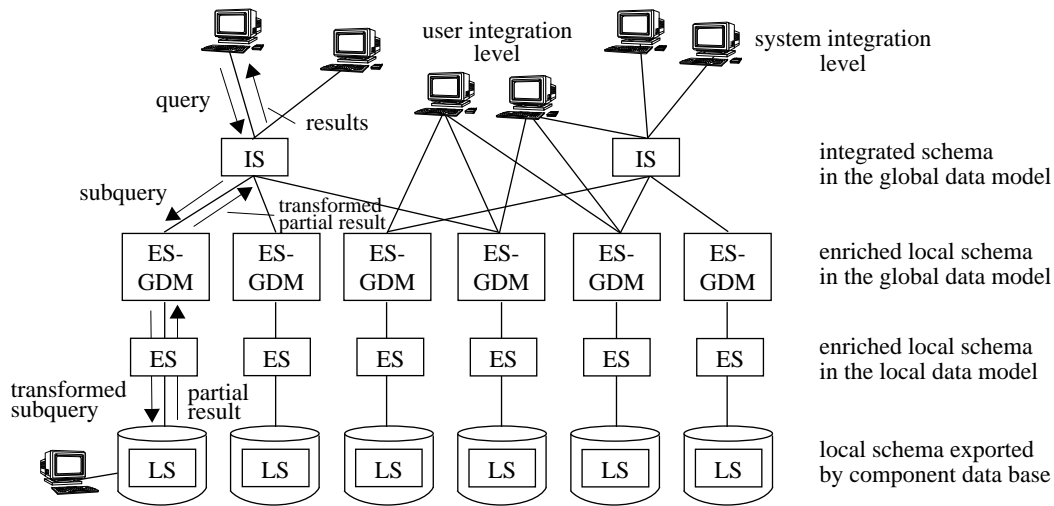 user integration
level
system integration
level
query
results
IS
IS
integrated schema
in the global data model
subquery
transformed
partial result
ES-
GDM
ES-
GDM
ES-
GDM
ES-
GDM
ES-
GDM
ES-
GDM
enriched local schema
in the global data model
ES
ES
ES
ES
ES
ES
enriched local schema
in the local data model
transformed
subquery
partial
result
LS
LS
LS
LS
LS
LS
local schema exported
by component data base